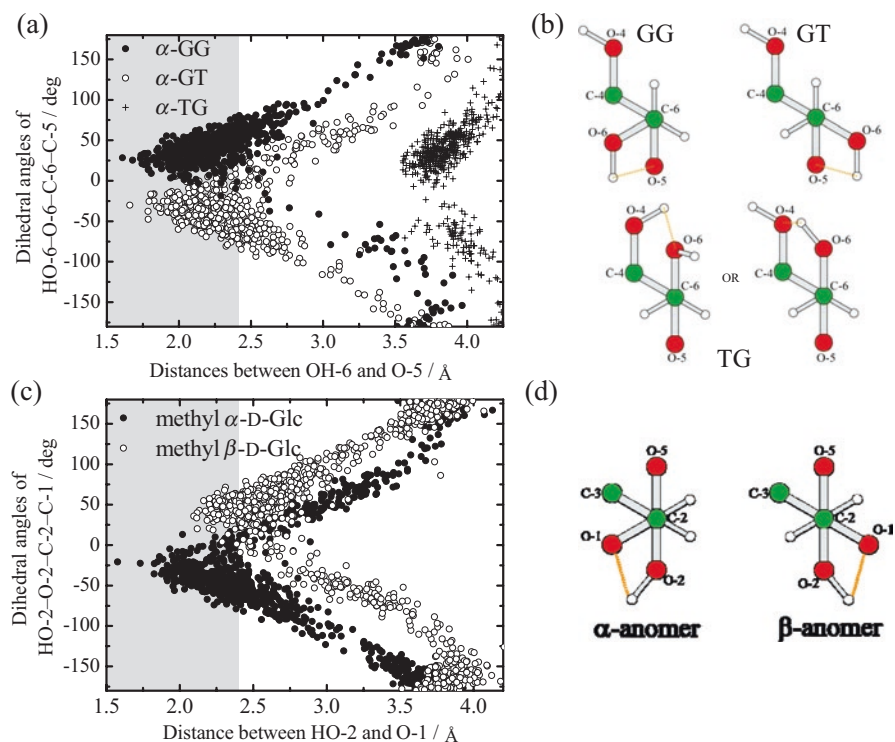 (a)
Dihedral angles of
HO-6–O-6–C-6–C-5 / deg
150
100
50
0
-50
-100
-150
α-GG
α-GT
α-TG
1.5 2.0 2.5 3.0 3.5 4.0
Distances between OH-6 and O-5 / Å
(b)
GG
GT
O-4
C-4
C-6
O-6
O-5
O-4
C-4
C-6
O-6
O-5
O-4
O-6
C-4
C-6
O-5
OR
O-4
O-6
C-4
C-6
O-5
TG
(c)
Dihedral angles of
HO-2–O-2–C-2–C-1 / deg
150
100
50
0
-50
-100
-150
methyl α-D-Glc
methyl β-D-Glc
1.5 2.0 2.5 3.0 3.5 4.0
Distance between HO-2 and O-1 / Å
(d)
O-5
C-3
C-2
O-1
O-2
α-anomer
O-5
C-3
C-2
O-1
O-2
β-anomer